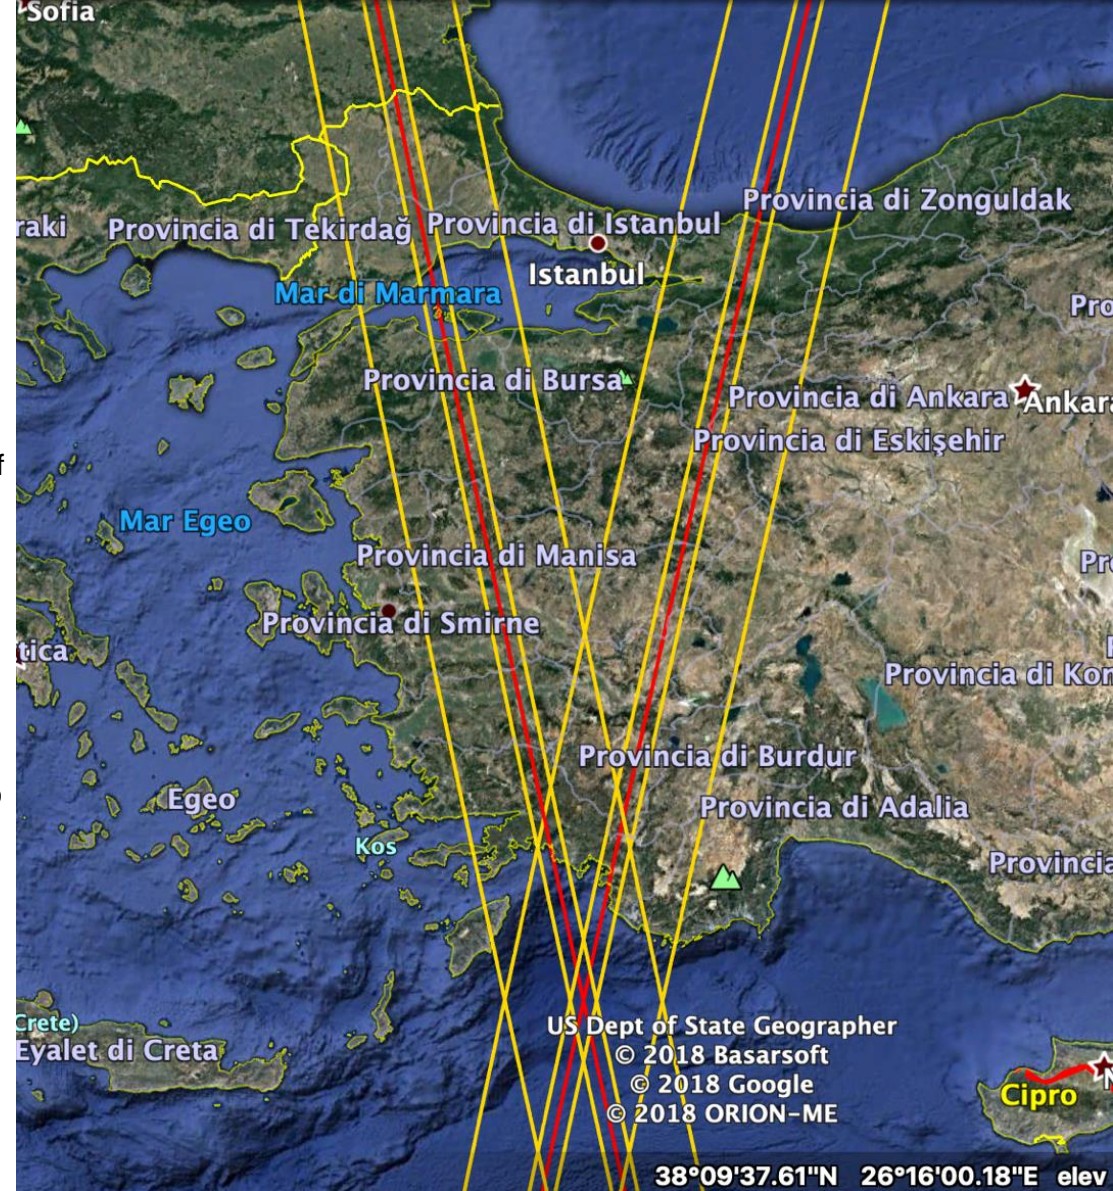 Sofia
raki
Provincia di Tekirdağ
Provincia di Istanbul
Provincia di Zonguldak
Istanbul
Mar di Marmara
Pro
Provincia di Bursa
Provincia di Ankara
Ankara
Provincia di Eskişehir
f
Mar Egeo
Provincia di Manisa
Pro
Provincia di Smirne
tica
Provincia di Kon
Provincia di Burdur
Egeo
Provincia di Adalia
Kos
Provincia
Crete)
Eyalet di Creta
US Dept of State Geographer
© 2018 Basarsoft
© 2018 Google
© 2018 ORION-ME
Cipro
N
38°09'37.61"N 26°16'00.18"E elev